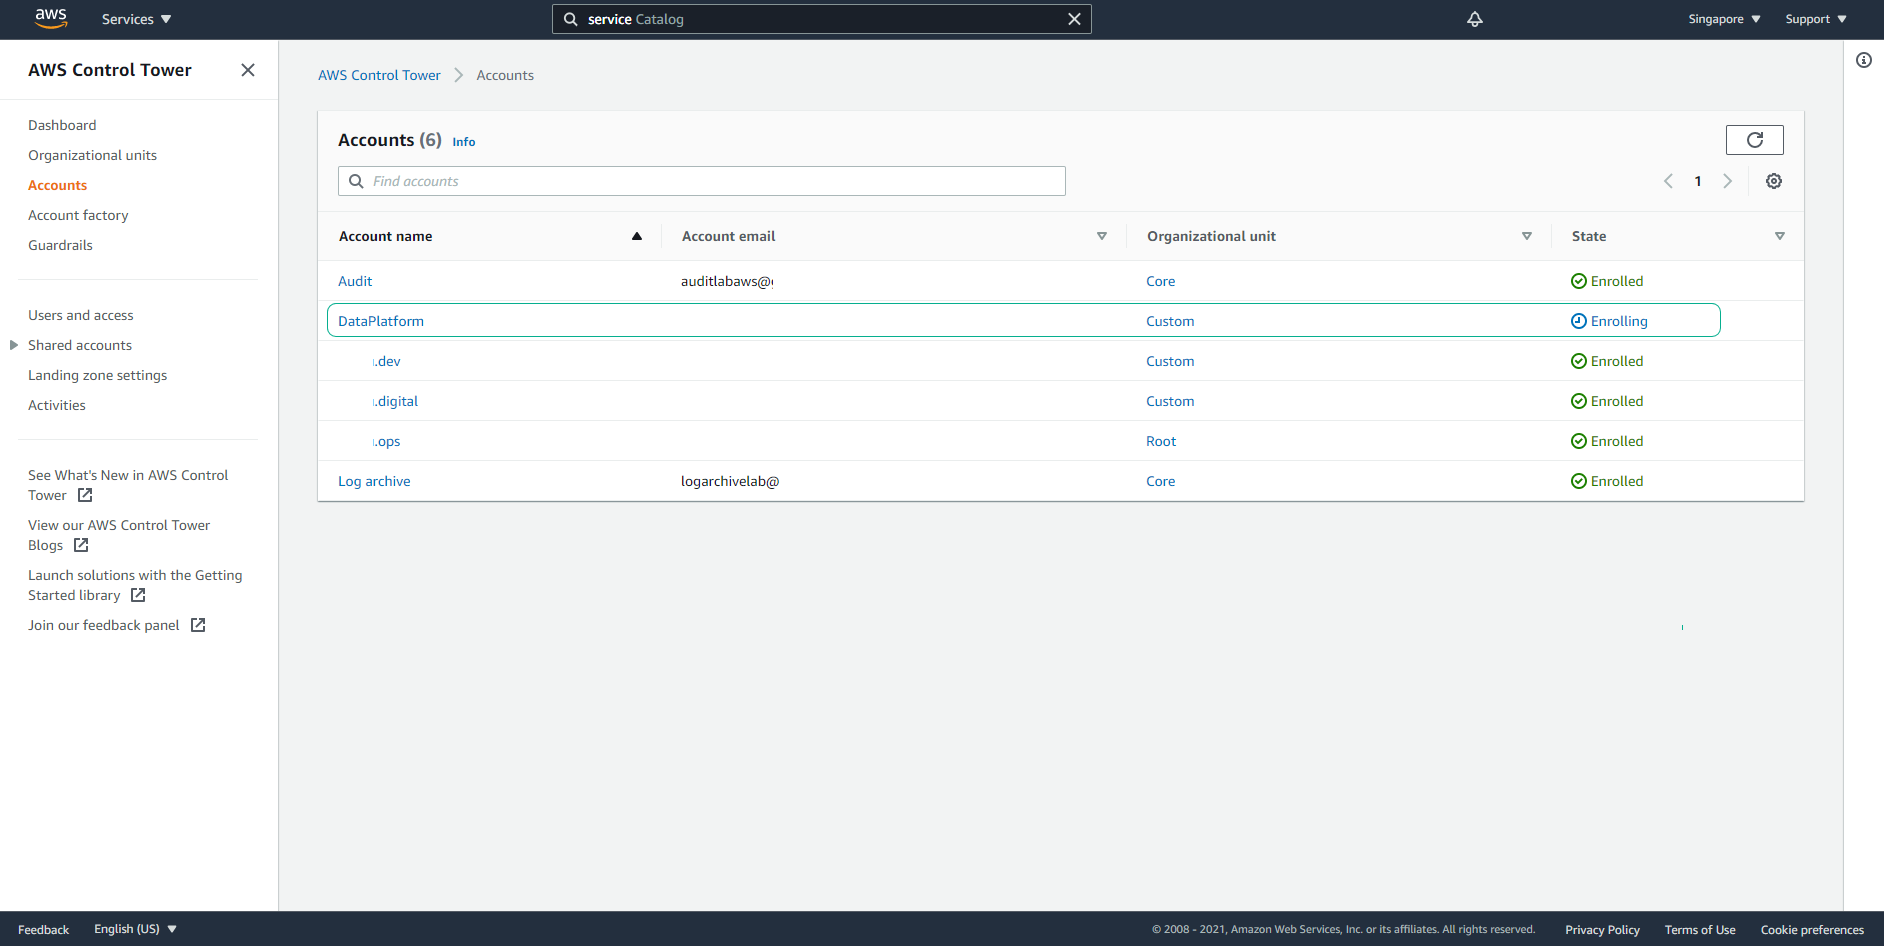 aws
Services
service Catalog
Singapore
Support
AWS Control Tower
Dashboard
Organizational units
Accounts
Account factory
Guardrails
Users and access
Shared accounts
Landing zone settings
Activities
See What's New in AWS Control
Tower
View our AWS Control Tower
Blogs
Launch solutions with the Getting
Started library
Join our feedback panel
AWS Control Tower > Accounts
Accounts (6) Info
Find accounts
1
Account name Account email Organizational unit State
Audit auditlabaws@ Core Enrolled
DataPlatform Custom Enrolling
.dev Custom Enrolled
.digital Custom Enrolled
.ops Root Enrolled
Log archive logarchivelab@ Core Enrolled
Feedback
English (US)
© 2008 - 2021, Amazon Web Services, Inc. or its affiliates. All rights reserved.
Privacy Policy
Terms of Use
Cookie preferences